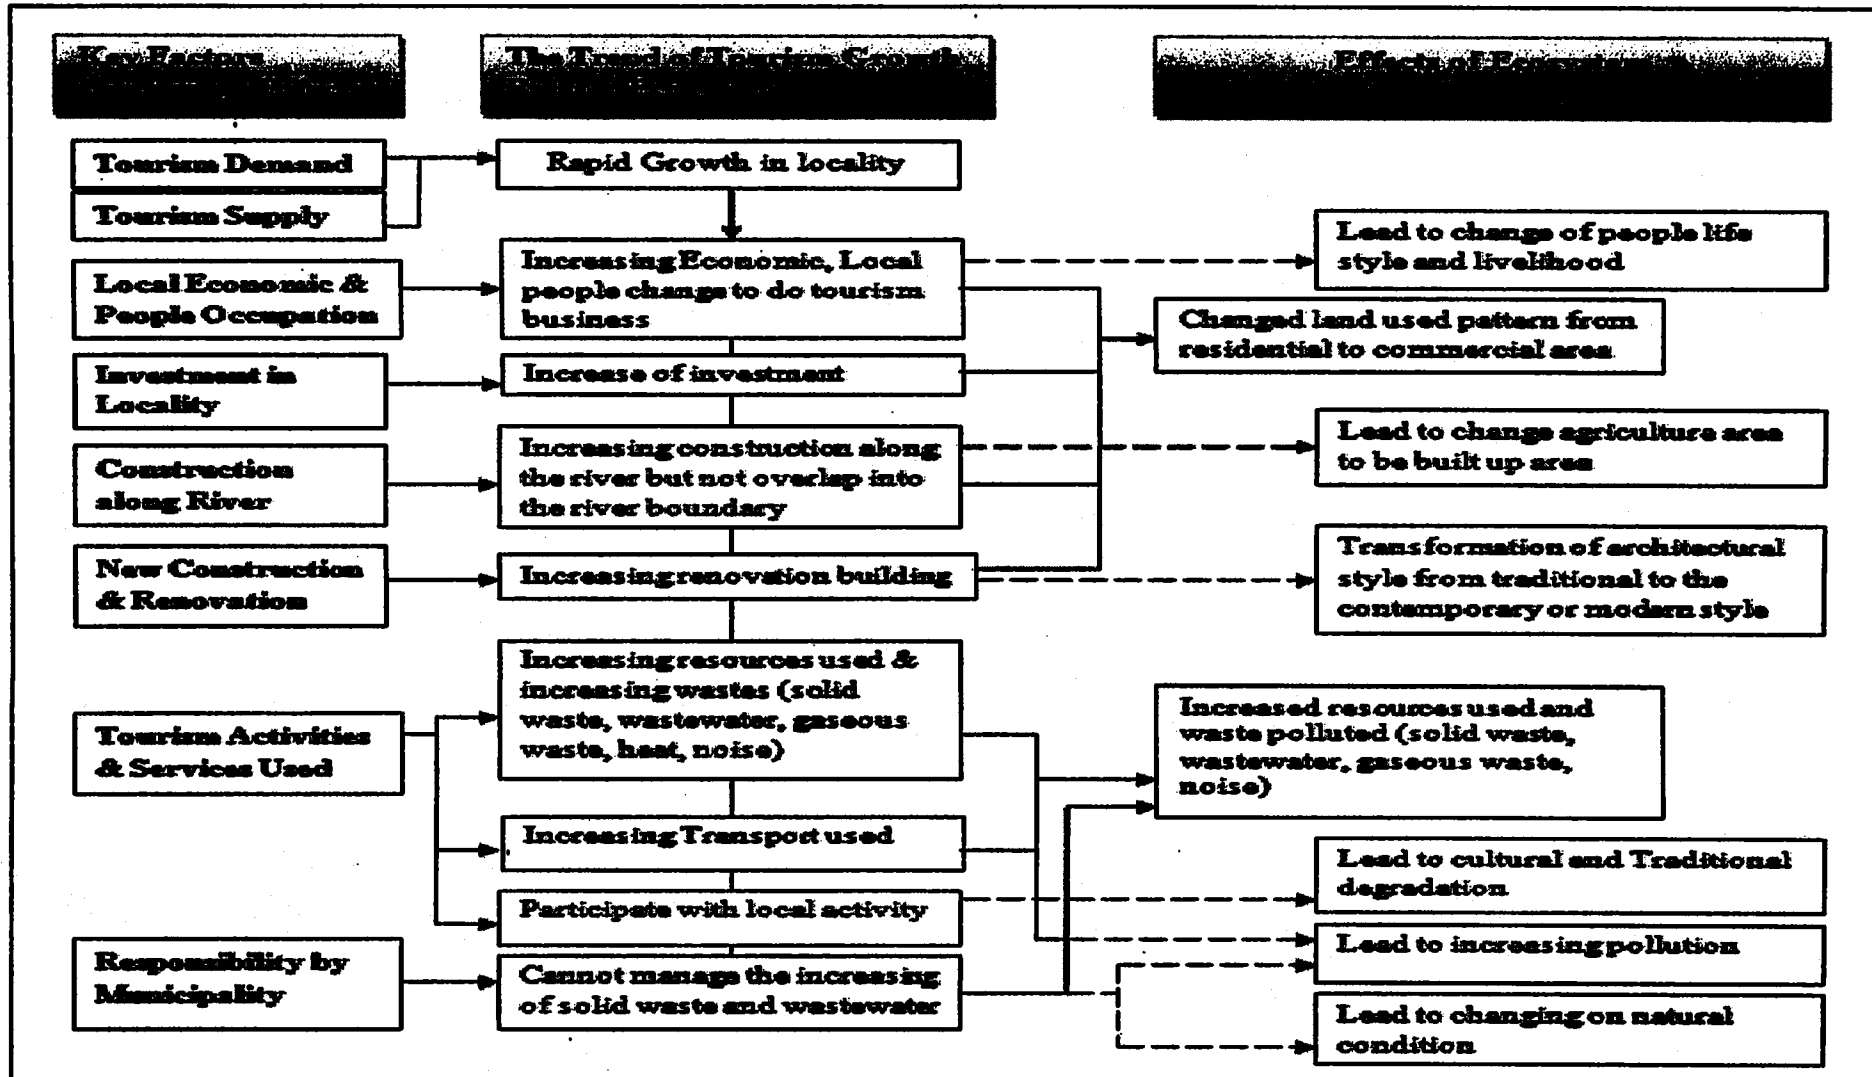 Key Factors
The Trend of Tourism Growth
Effects of Ecosystem
Tourism Demand
Tourism Supply
Local Economic &
People Occupation
Investment in
Locality
Construction
along River
New Construction
& Renovation
Tourism Activities
& Services Used
Responsibility by
Municipality
Rapid Growth in locality
Increasing Economic, Local
people change to do tourism
business
Increase of investment
Increasing construction along
the river but not overlap into
the river boundary
Increasing renovation building
Increasing resources used &
increasing wastes (solid
waste, wastewater, gaseous
waste, heat, noise)
Increasing Transport used
Participate with local activity
Cannot manage the increasing
of solid waste and wastewater
Lead to change of people life
style and livelihood
Changed land used pattern from
residential to commercial area
Lead to change agriculture area
to be built up area
Transformation of architectural
style from traditional to the
contemporary or modern style
Increased resources used and
waste polluted (solid waste,
wastewater, gaseous waste,
noise)
Lead to cultural and Traditional
degradation
Lead to increasing pollution
Lead to changing on natural
condition